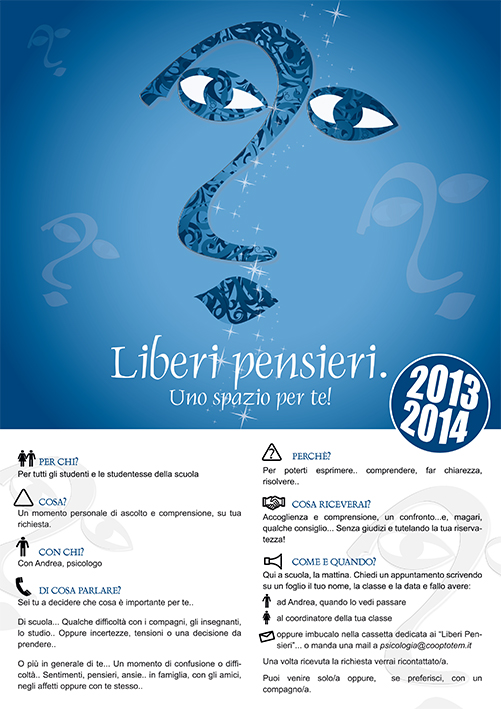 Liberi pensieri.
Uno spazio per te!
2013
2014
PER CHI?
Per tutti gli studenti e le studentesse della scuola
COSA?
Un momento personale di ascolto e comprensione, su tua
richiesta.
CON CHI?
Con Andrea, psicologo
DI COSA PARLARE?
Sei tu a decidere che cosa è importante per te..
Di scuola... Qualche difficoltà con i compagni, gli insegnanti,
lo studio.. Oppure incertezze, tensioni o una decisione da
prendere..
O più in generale di te... Un momento di confusione o diffi-
coltà.. Sentimenti, pensieri, ansie.. in famiglia, con gli amici,
negli affetti oppure con te stesso..
PERCHÈ?
Per poterti esprimere.. comprendere, far chiarezza,
risolvere..
COSA RICEVERAI?
Accoglienza e comprensione, un confronto...e, magari,
qualche consiglio... Senza giudizi e tutelando la tua riserva-
tezza!
COME E QUANDO?
Qui a scuola, la mattina. Chiedi un appuntamento scrivendo
su un foglio il tuo nome, la classe e la data e fallo avere:
ad Andrea, quando lo vedi passare
al coordinatore della tua classe
oppure imbucalo nella cassetta dedicata ai “Liberi Pen-
sieri”... o manda una mail a psicologia@cooptotem.it
Una volta ricevuta la richiesta verrai ricontattato/a.
Puoi venire solo/a oppure, se preferisci, con un
compagno/a.